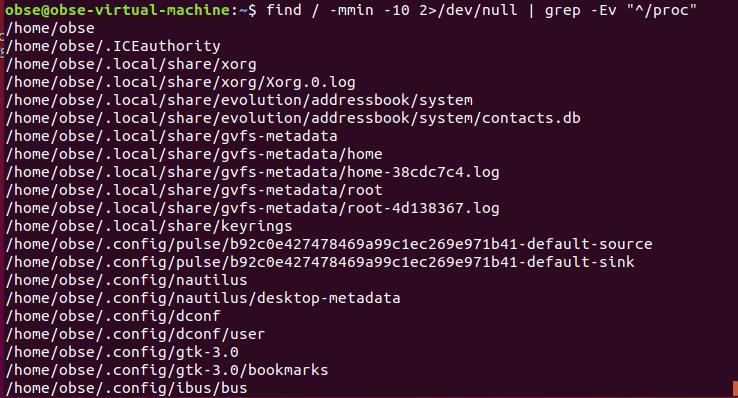 obse@obse-virtual-machine:~$ find / -mmin -10 2>/dev/null | grep -Ev "^/proc"
/home/obse
/home/obse/.ICEauthority
/home/obse/.local/share/xorg
/home/obse/.local/share/xorg/Xorg.0.log
/home/obse/.local/share/evolution/addressbook/system
/home/obse/.local/share/evolution/addressbook/system/contacts.db
/home/obse/.local/share/gvfs-metadata
/home/obse/.local/share/gvfs-metadata/home
/home/obse/.local/share/gvfs-metadata/home-38cdc7c4.log
/home/obse/.local/share/gvfs-metadata/root
/home/obse/.local/share/gvfs-metadata/root-4d138367.log
/home/obse/.local/share/keyrings
/home/obse/.config/pulse/b92c0e427478469a99c1ec269e971b41-default-source
/home/obse/.config/pulse/b92c0e427478469a99c1ec269e971b41-default-sink
/home/obse/.config/nautilus
/home/obse/.config/nautilus/desktop-metadata
/home/obse/.config/dconf
/home/obse/.config/dconf/user
/home/obse/.config/gtk-3.0
/home/obse/.config/gtk-3.0/bookmarks
/home/obse/.config/ibus/bus